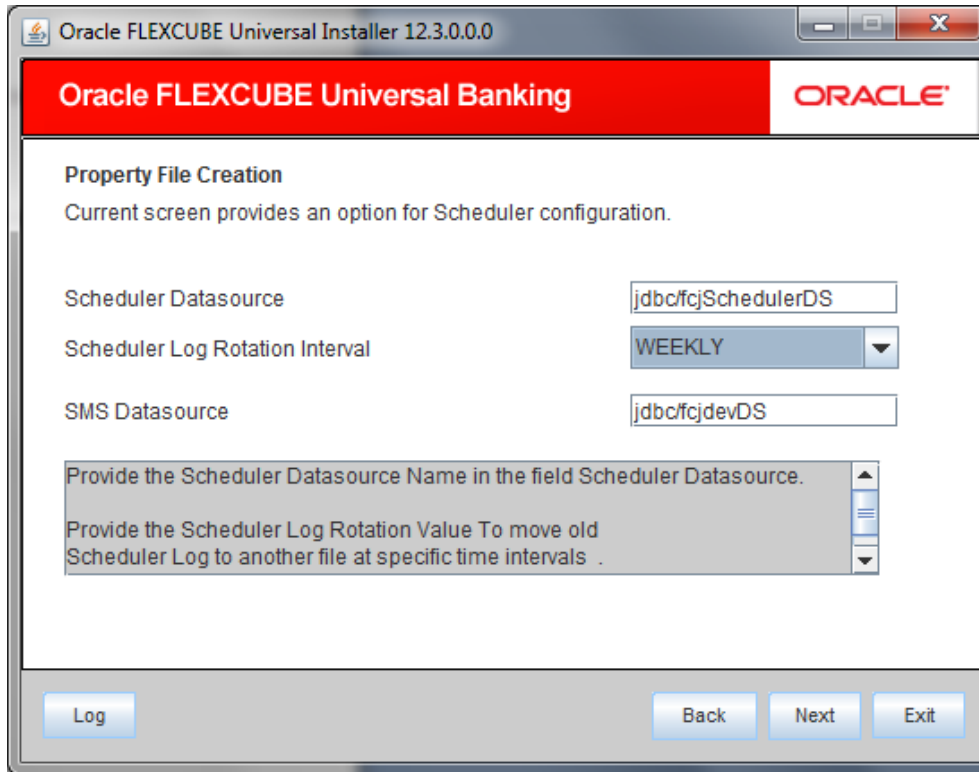 Oracle FLEXCUBE Universal Installer 12.3.0.0.0
Oracle FLEXCUBE Universal Banking
ORACLE
Property File Creation
Current screen provides an option for Scheduler configuration.
Scheduler Datasource
jdbc/fcjSchedulerDS
Scheduler Log Rotation Interval
WEEKLY
SMS Datasource
jdbc/fcjdevDS
Provide the Scheduler Datasource Name in the field Scheduler Datasource.
Provide the Scheduler Log Rotation Value To move old
Scheduler Log to another file at specific time intervals .
Log
Back
Next
Exit